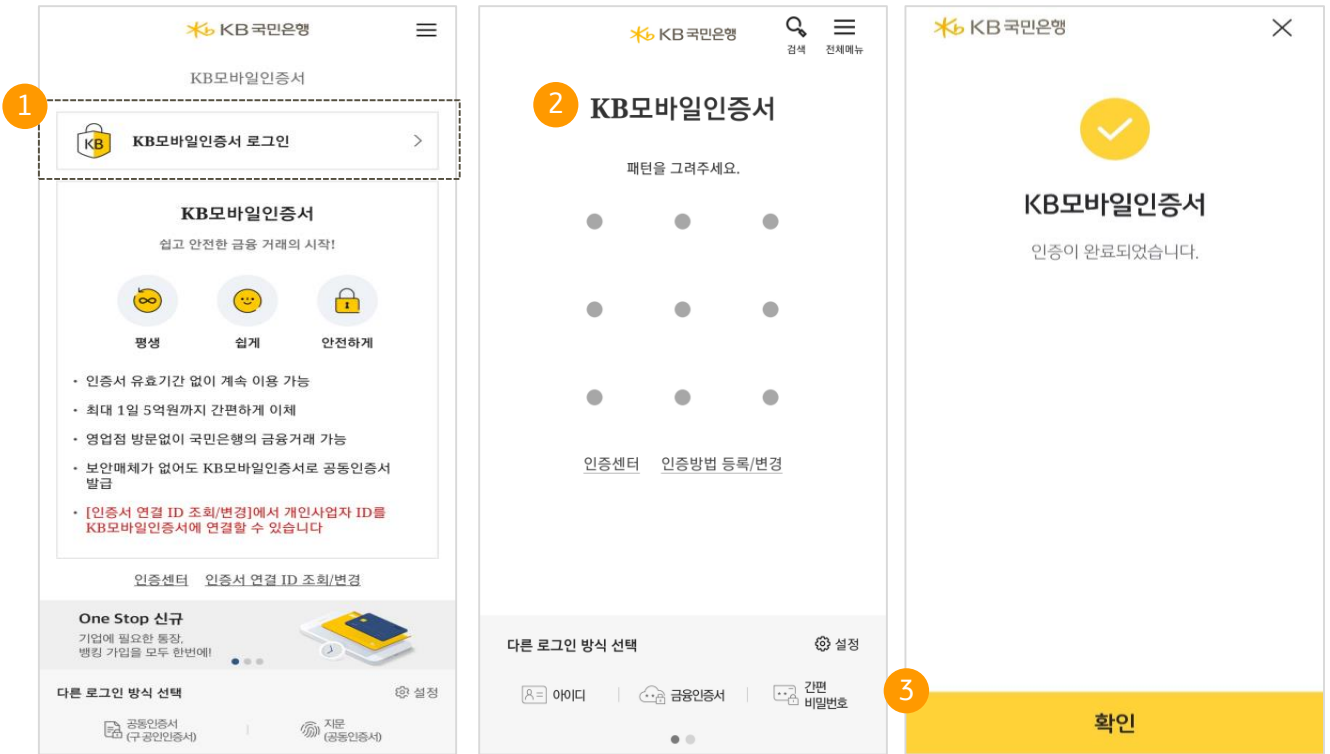 KB국민은행
KB모바일인증서
1
KB
KB모바일인증서 로그인
KB모바일인증서
쉽고 안전한 금융 거래의 시작!
평생
쉽게
안전하게
• 인증서 유효기간 없이 계속 이용 가능
• 최대 1일 5억원까지 간편하게 이체
• 영업점 방문없이 국민은행의 금융거래 가능
• 보안매체가 없어도 KB모바일인증서로 공동인증서
발급
• [인증서 연결 ID 조회/변경]에서 개인사업자 ID를
KB모바일인증서에 연결할 수 있습니다
인증센터 인증서 연결 ID 조회/변경
One Stop 신규
기업에 필요한 통장,
뱅킹 가입을 모두 한번에!
다른 로그인 방식 선택 설정
공동인증서
(구 공인인증서)
지문
(공동인증서)
KB국민은행
검색 전체메뉴
2
KB모바일인증서
패턴을 그려주세요.
인증센터 인증방법 등록/변경
다른 로그인 방식 선택 설정
아이디
금융인증서
간편
비밀번호
KB국민은행
KB모바일인증서
인증이 완료되었습니다.
3
확인